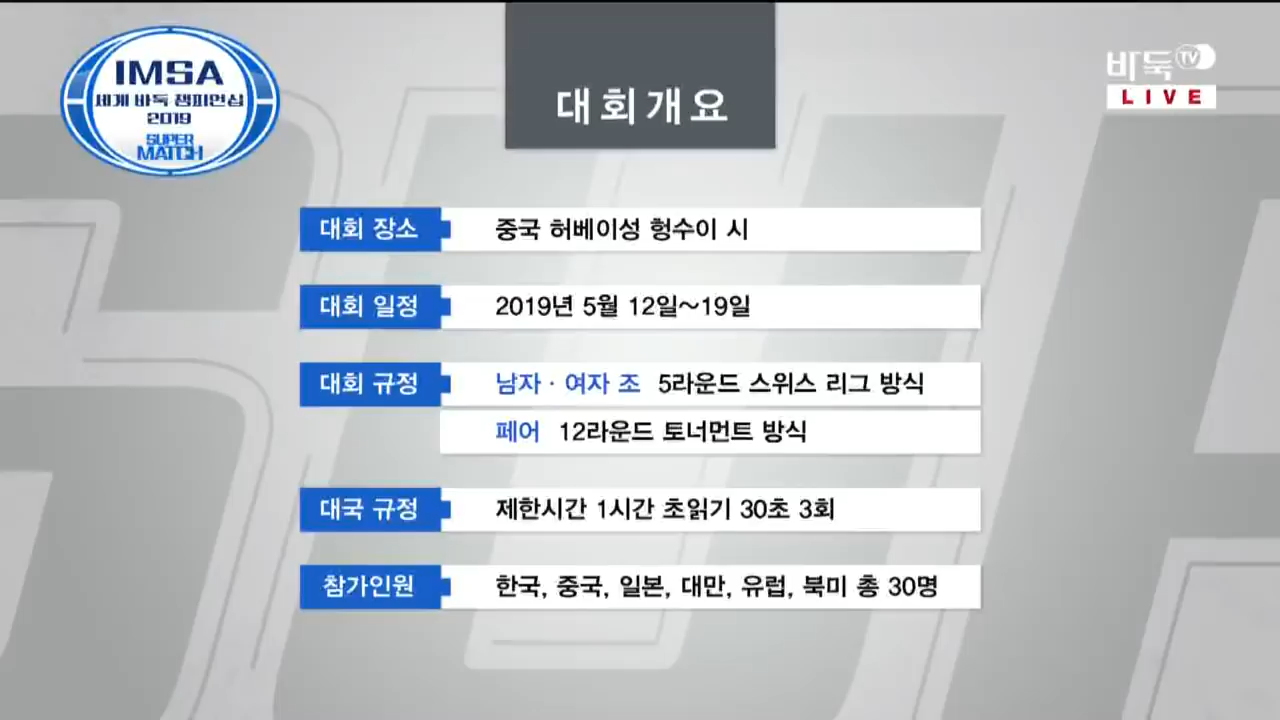 IMSA
세계 바둑 챔피언십
2019
SUPER
MATCH
대회개요
바둑TV
LIVE
대회 장소 중국 허베이성 헝수이 시
대회 일정 2019년 5월 12일~19일
대회 규정 남자·여자 조 5라운드 스위스 리그 방식
페어 12라운드 토너먼트 방식
대국 규정 제한시간 1시간 초읽기 30초 3회
참가인원 한국, 중국, 일본, 대만, 유럽, 북미 총 30명